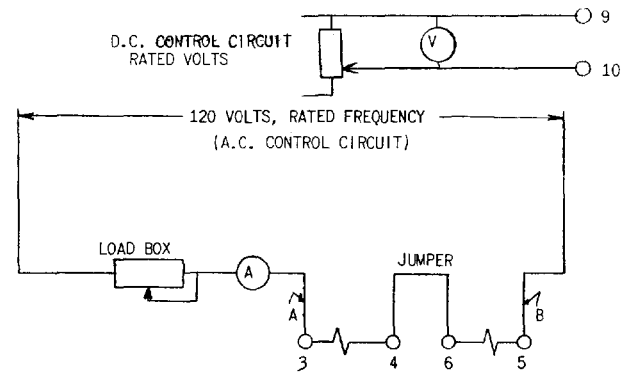 9
D.C. CONTROL CIRCUIT
RATED VOLTS
V
10
120 VOLTS, RATED FREQUENCY
(A.C. CONTROL CIRCUIT)
LOAD BOX
A
JUMPER
A
B
3
4
6
5